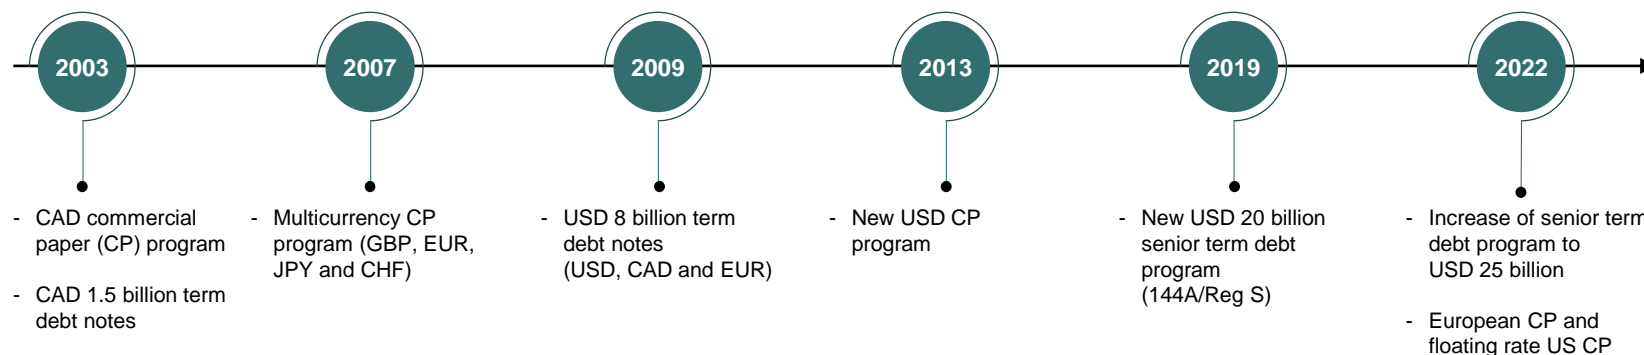 2003
2007
2009
2013
2019
2022
- CAD commercial
paper (CP) program
- CAD 1.5 billion term
debt notes
- Multicurrency CP
program (GBP, EUR,
JPY and CHF)
- USD 8 billion term
debt notes
(USD, CAD and EUR)
- New USD CP
program
- New USD 20 billion
senior term debt
program
(144A/Reg S)
- Increase of senior term
debt program to
USD 25 billion
- European CP and
floating rate US CP